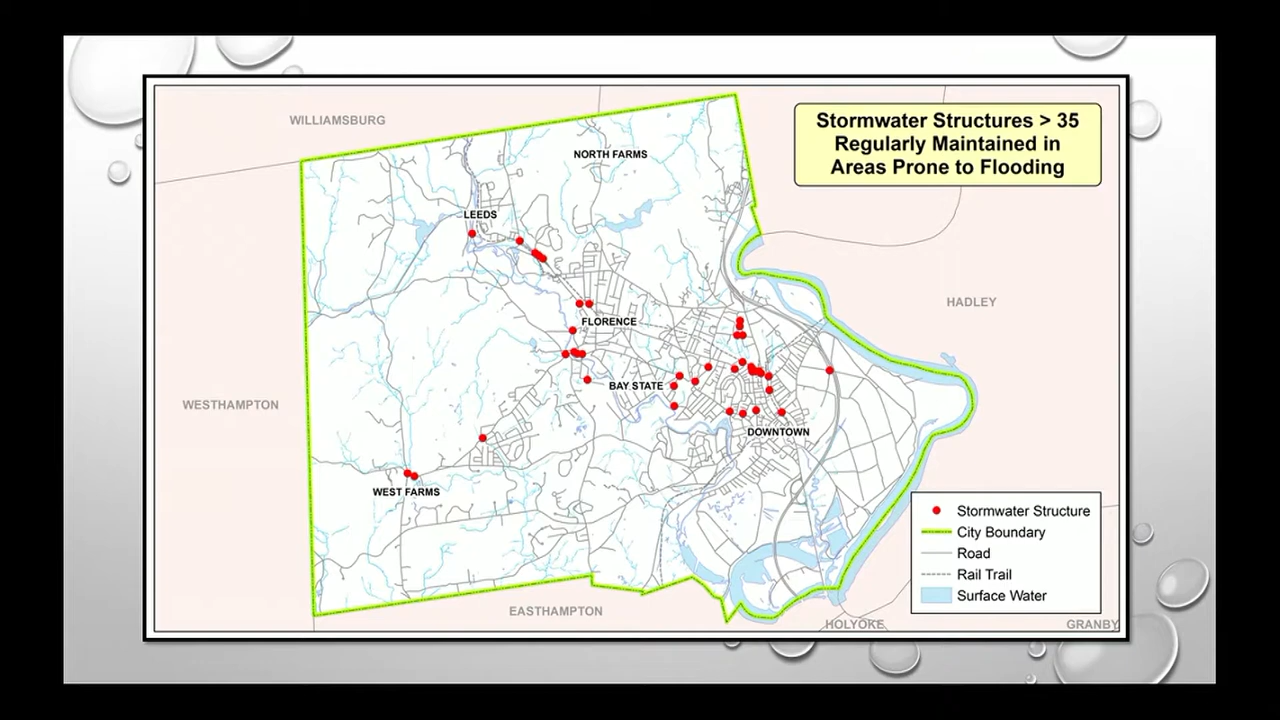 Stormwater Structures > 35
Regularly Maintained in
Areas Prone to Flooding
WILLIAMSBURG
NORTH FARMS
LEEDS
HADLEY
FLORENCE
BAY STATE
WESTHAMPTON
DOWNTOWN
WEST FARMS
Stormwater Structure
City Boundary
Road
Rail Trail
Surface Water
EASTHAMPTON
HOLYOKE
GRANBY